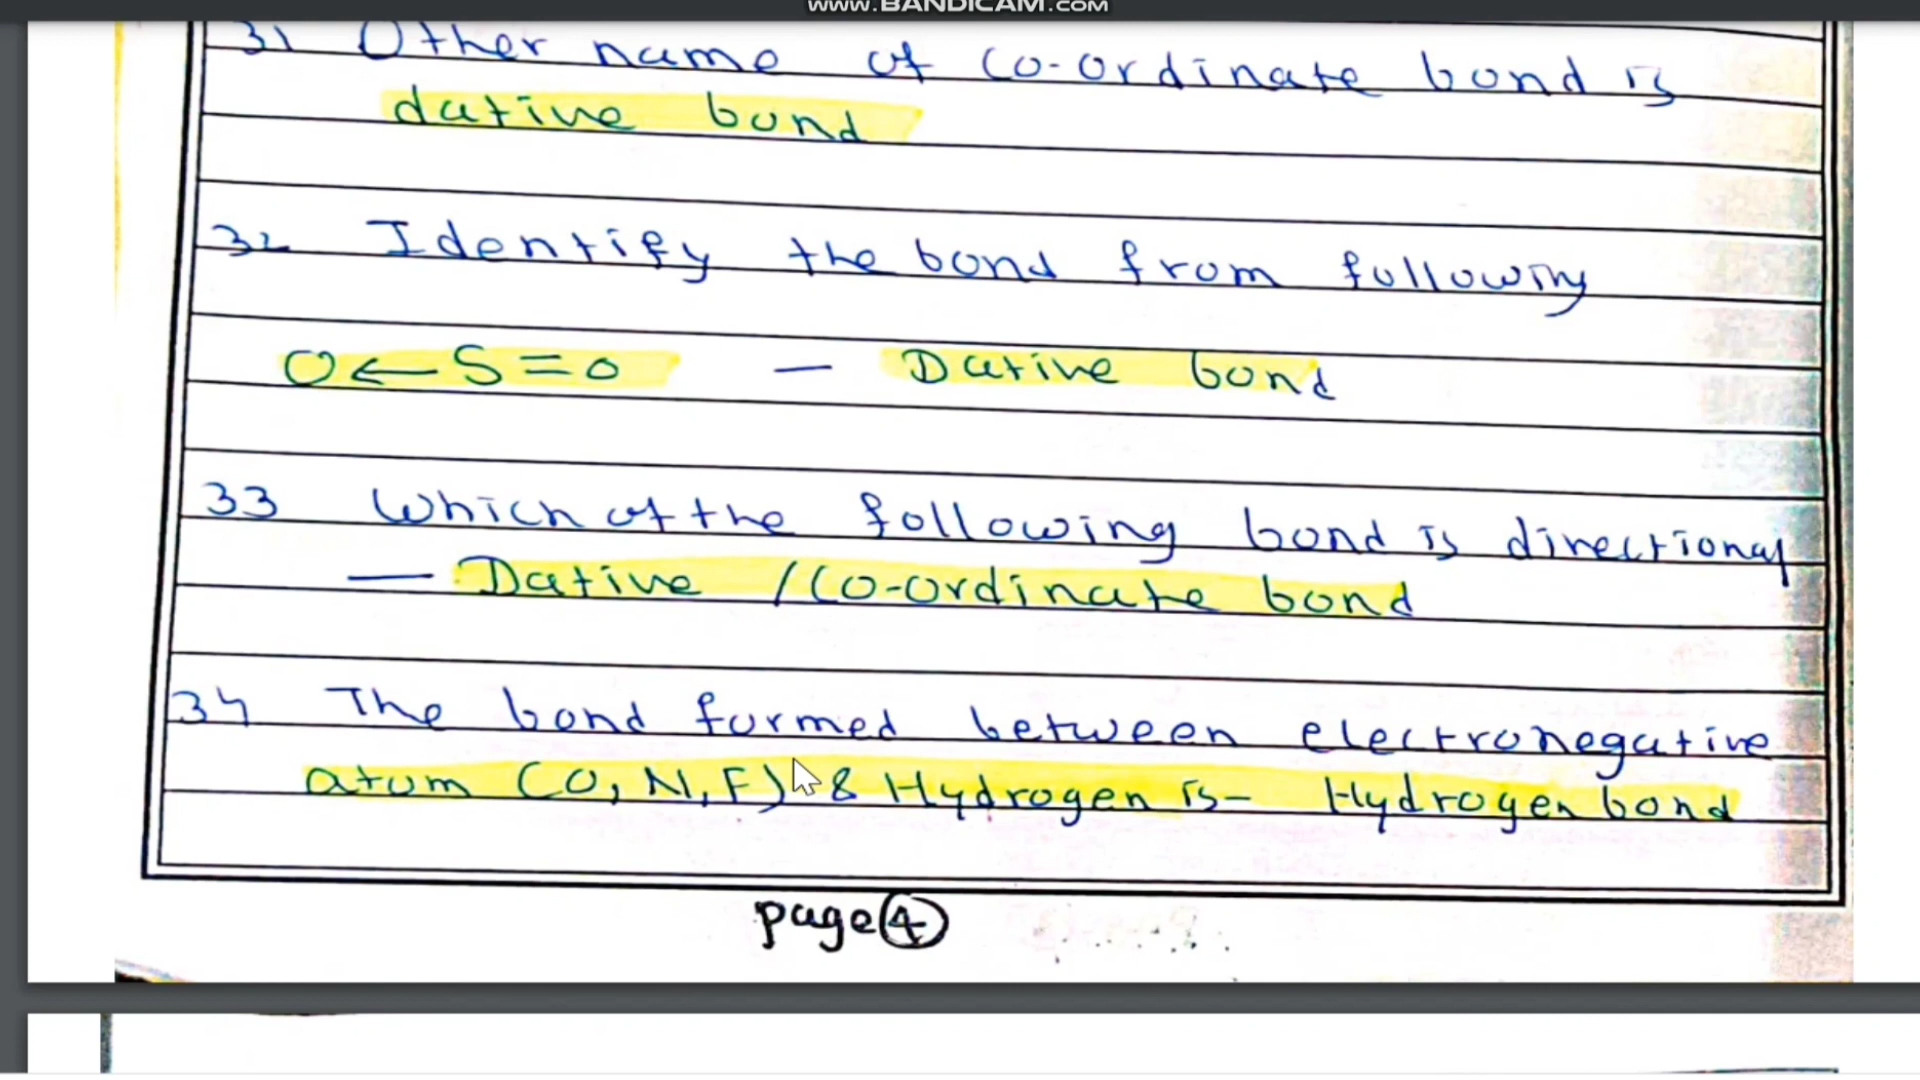 www.BANDICAM.com
31 Other name of Co-ordinate bond is
dative bond
32 Identify the bond from following
O ← S = O — Dative bond
33 Which of the following bond is directional
— Dative / Co-ordinate bond
34 The bond formed between electronegative
atom (O, N, F) & Hydrogen is - Hydrogen bond
page 4